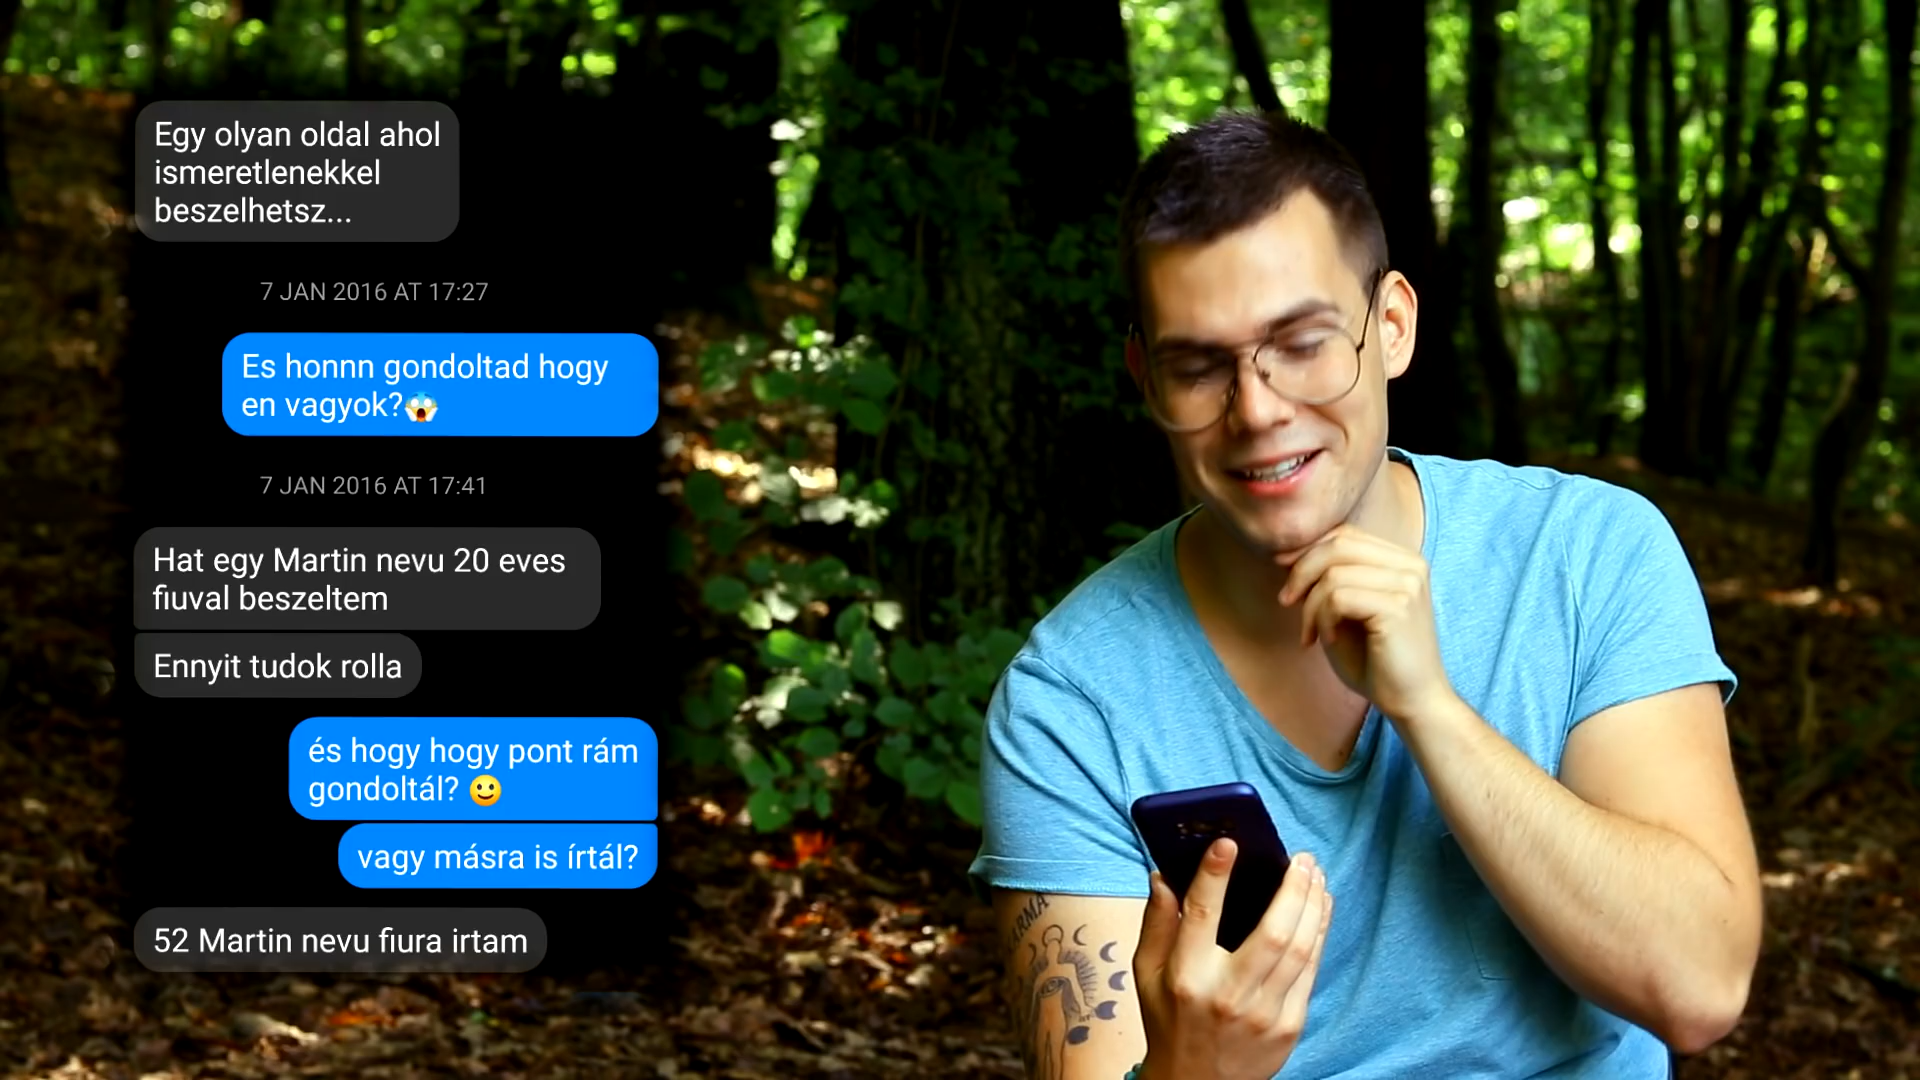 Egy olyan oldal ahol
ismeretlenekkel
beszelhetsz...
7 JAN 2016 AT 17:27
Es honnn gondoltad hogy
en vagyok?😱
7 JAN 2016 AT 17:41
Hat egy Martin nevu 20 eves
fiuval beszeltem
Ennyit tudok rolla
és hogy hogy pont rám
gondoltál? 🙂
vagy másra is írtál?
52 Martin nevu fiura irtam
KARMA